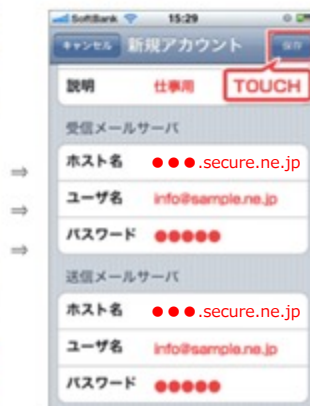 SoftBank 15:29
キャンセル 新規アカウント 保存
説明 仕事用 TOUCH
受信メールサーバ
⇒ ホスト名 ●●●.secure.ne.jp
⇒ ユーザ名 info@sample.ne.jp
⇒ パスワード ●●●●●
送信メールサーバ
ホスト名 ●●●.secure.ne.jp
ユーザ名 info@sample.ne.jp
パスワード ●●●●●